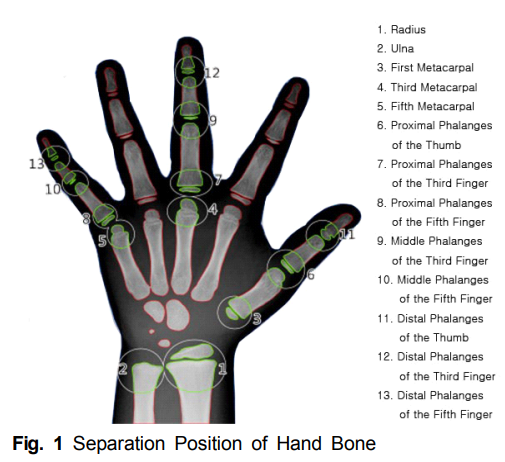 12
9
13
10
7
8
4
5
11
6
3
2
1
1. Radius
2. Ulna
3. First Metacarpal
4. Third Metacarpal
5. Fifth Metacarpal
6. Proximal Phalanges
of the Thumb
7. Proximal Phalanges
of the Third Finger
8. Proximal Phalanges
of the Fifth Finger
9. Middle Phalanges
of the Third Finger
10. Middle Phalanges
of the Fifth Finger
11. Distal Phalanges
of the Thumb
12. Distal Phalanges
of the Third Finger
13. Distal Phalanges
of the Fifth Finger
Fig. 1 Separation Position of Hand Bone